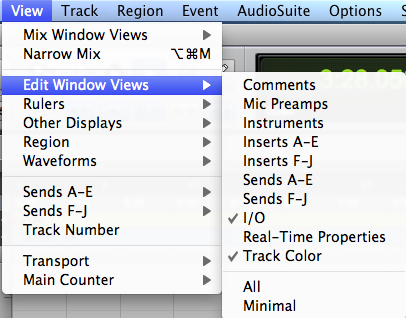 View Track Region Event AudioSuite Options
Mix Window Views
Narrow Mix ⌥⌘M
Edit Window Views
Rulers
Other Displays
Region
Waveforms
Sends A-E
Sends F-J
Track Number
Transport
Main Counter
Comments
Mic Preamps
Instruments
Inserts A-E
Inserts F-J
Sends A-E
Sends F-J
✓ I/O
Real-Time Properties
✓ Track Color
All
Minimal